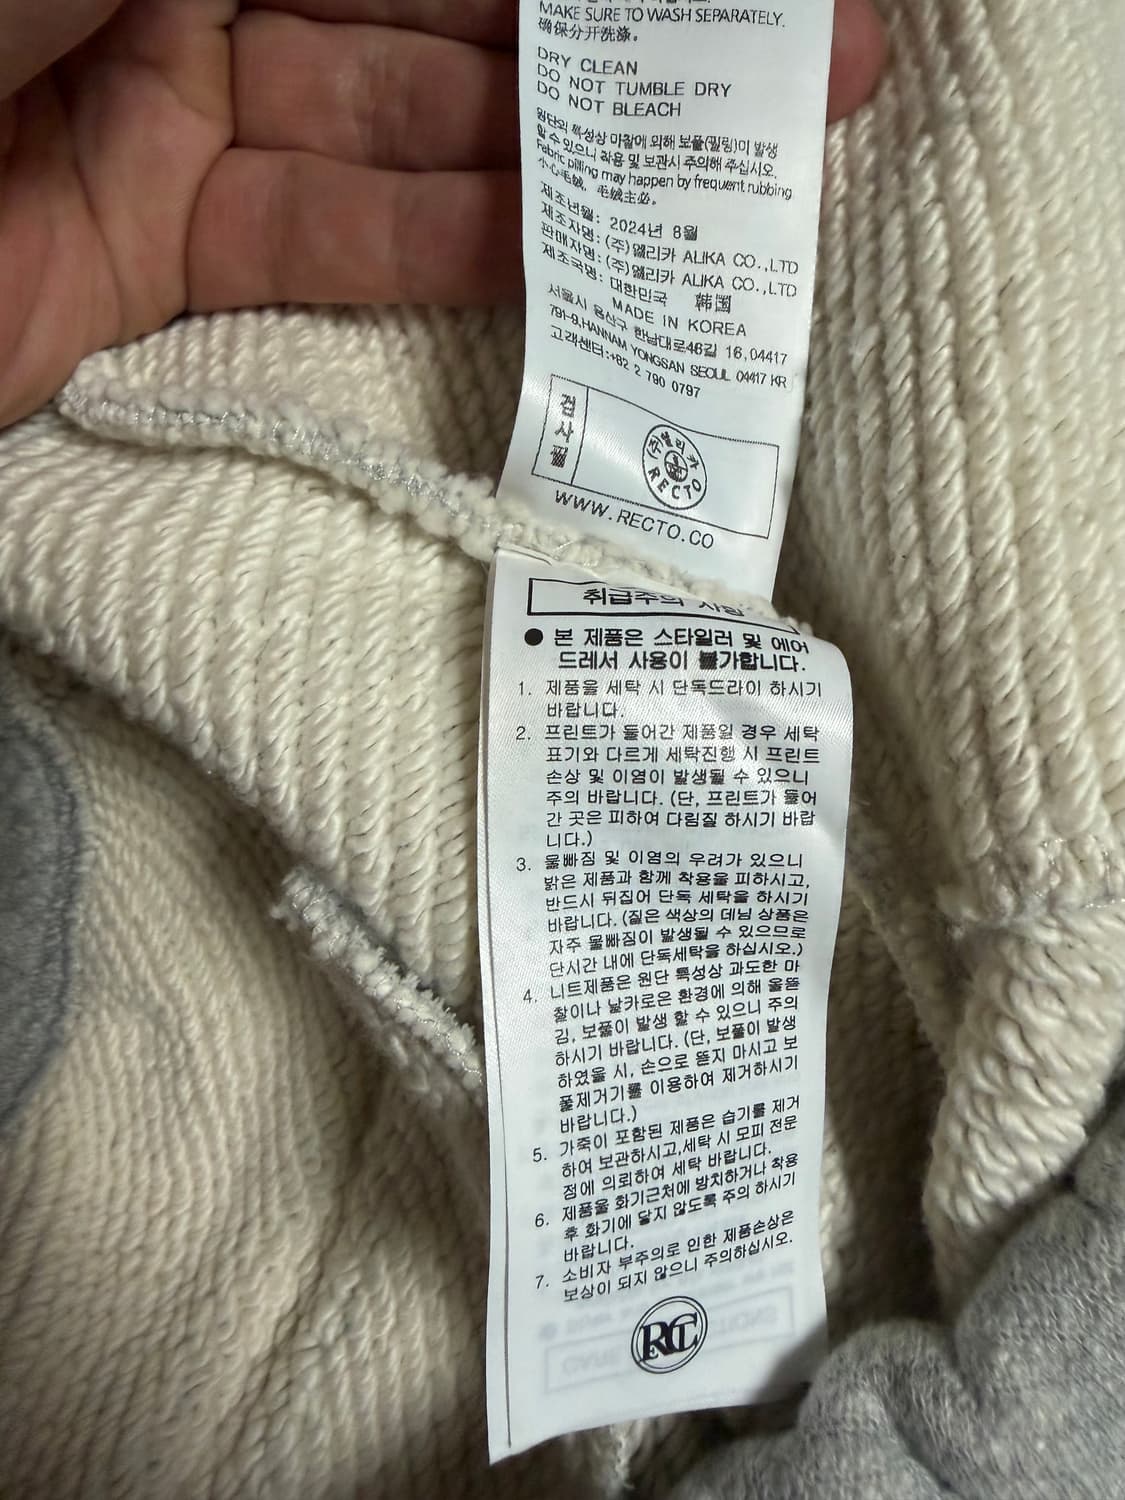 MAKE SURE TO WASH SEPARATELY.
确保分开洗涤。
DRY CLEAN
DO NOT TUMBLE DRY
DO NOT BLEACH
원단의 특성상 마찰에 의해 보풀(필링)이 발생
할 수 있으니 착용 및 보관시 주의해 주십시오.
Fabric pilling may happen by frequent rubbing
小心毛絨，毛絨主必。
제조년월: 2024년 8월
제조자명: (주)앨리카 ALIKA CO.,LTD
판매자명: (주)앨리카 ALIKA CO.,LTD
제조국명: 대한민국 韩国
MADE IN KOREA
서울시 용산구 한남대로46길 16,04417
791-9,HANNAM YONGSAN SEOUL 04417 KR
고객센터:+82 2 790 0797
검사필
(주)앨리카
RECTO
WWW.RECTO.CO
취급주의 사항
● 본 제품은 스타일러 및 에어
드레서 사용이 불가합니다.
1. 제품을 세탁 시 단독드라이 하시기
바랍니다.
2. 프린트가 들어간 제품일 경우 세탁
표기와 다르게 세탁진행 시 프린트
손상 및 이염이 발생될 수 있으니
주의 바랍니다. (단, 프린트가 들어
간 곳은 피하여 다림질 하시기 바랍
니다.)
3. 물빠짐 및 이염의 우려가 있으니
밝은 제품과 함께 착용을 피하시고,
반드시 뒤집어 단독 세탁을 하시기
바랍니다. (짙은 색상의 데님 상품은
자주 물빠짐이 발생될 수 있으므로
단시간 내에 단독세탁을 하십시오.)
4. 니트제품은 원단 특성상 과도한 마
찰이나 날카로운 환경에 의해 올뜯
김, 보풀이 발생 할 수 있으니 주의
하시기 바랍니다. (단, 보풀이 발생
하였을 시, 손으로 뜯지 마시고 보
풀제거기를 이용하여 제거하시기
바랍니다.)
5. 가죽이 포함된 제품은 습기를 제거
하여 보관하시고,세탁 시 모피 전문
점에 의뢰하여 세탁 바랍니다.
6. 제품을 화기근처에 방치하거나 착용
후 화기에 닿지 않도록 주의 하시기
바랍니다.
7. 소비자 부주의로 인한 제품손상은
보상이 되지 않으니 주의하십시오.
RCT